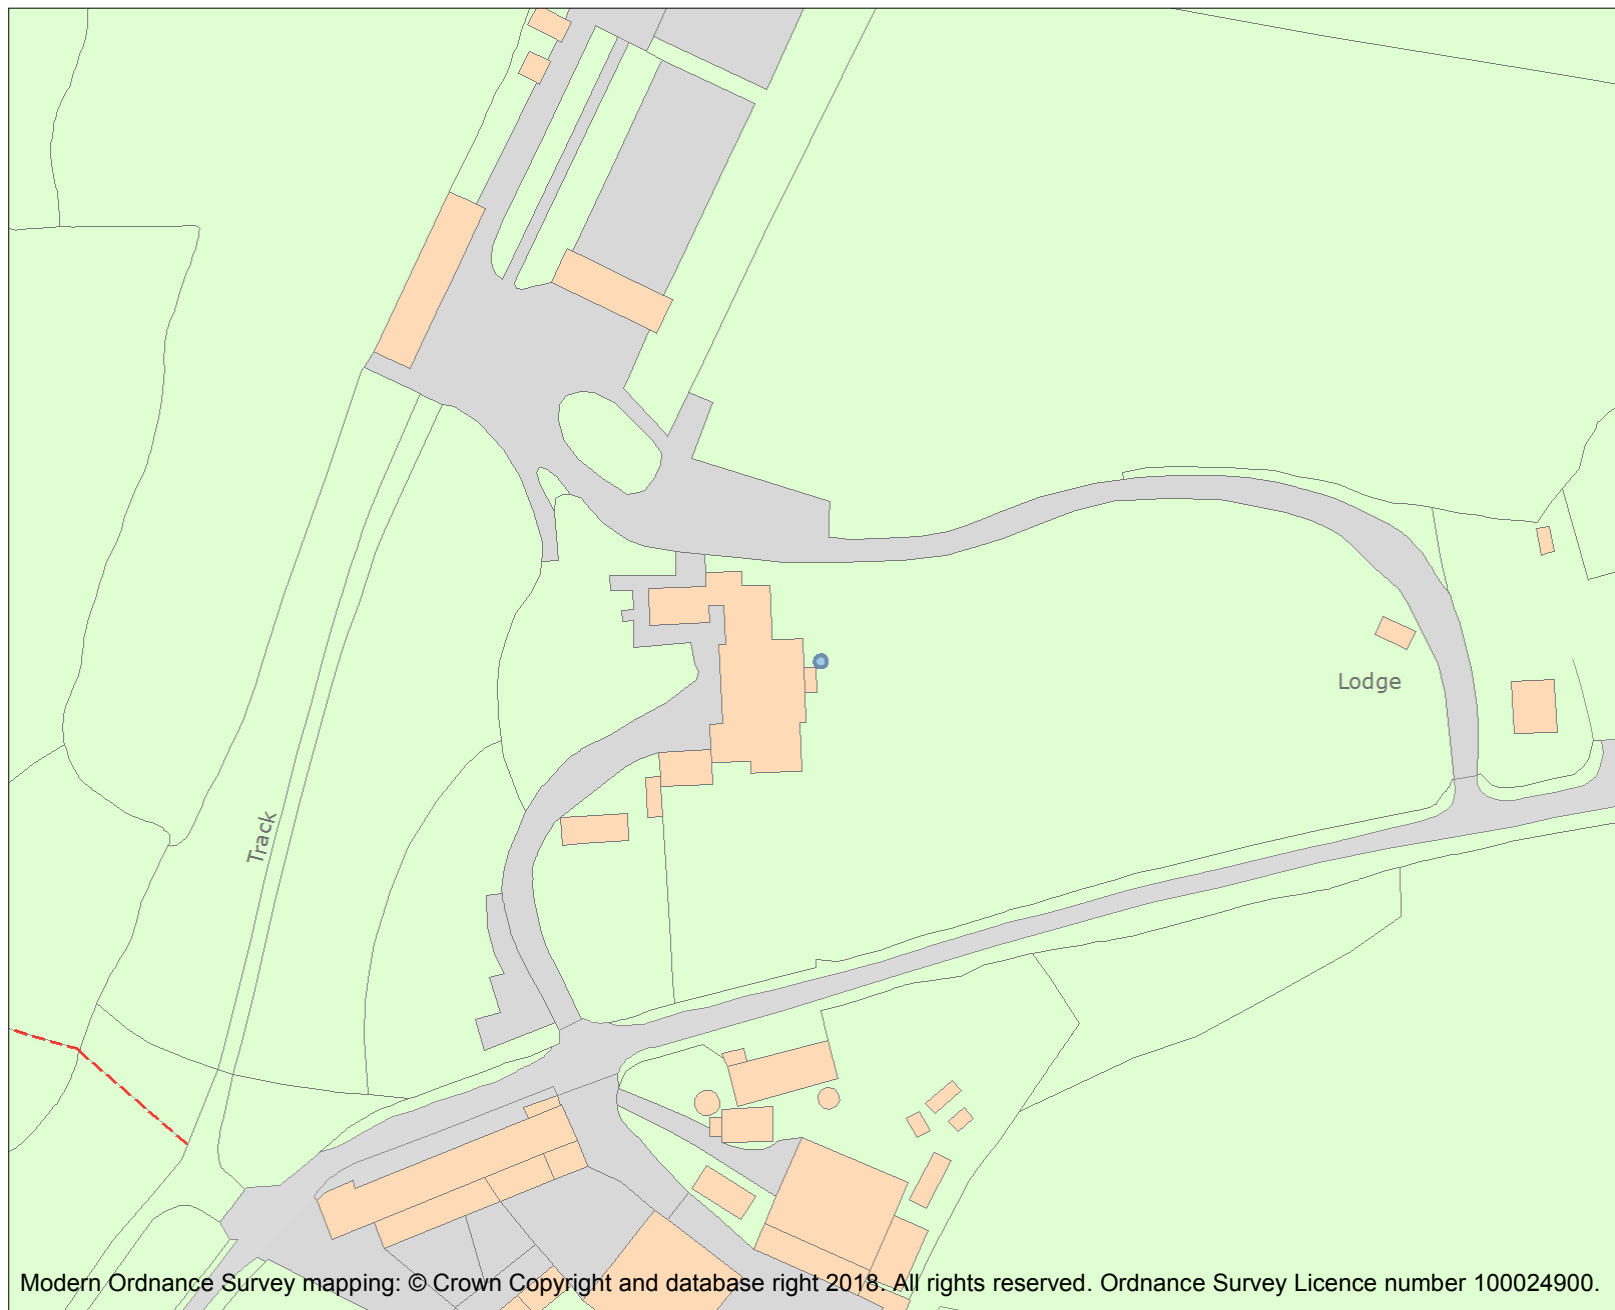 Lodge
Track
Modern Ordnance Survey mapping: © Crown Copyright and database right 2018. All rights reserved. Ordnance Survey Licence number 100024900.